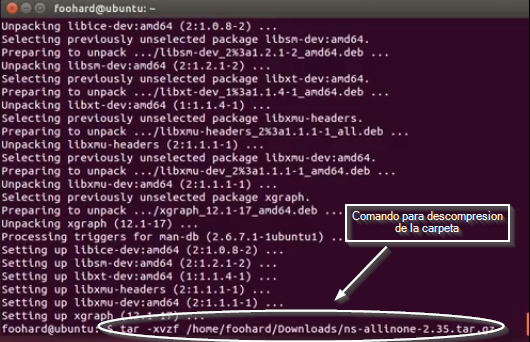 foohard@ubuntu: ~
Unpacking libice-dev:amd64 (2:1.0.8-2) ...
Selecting previously unselected package libsm-dev:amd64.
Preparing to unpack .../libsm-dev_2%3a1.2.1-2_amd64.deb ...
Unpacking libsm-dev:amd64 (2:1.2.1-2) ...
Selecting previously unselected package libxt-dev:amd64.
Preparing to unpack .../libxt-dev_1%3a1.1.4-1_amd64.deb ...
Unpacking libxt-dev:amd64 (1:1.1.4-1) ...
Selecting previously unselected package libxmu-headers.
Preparing to unpack .../libxmu-headers_2%3a1.1.1-1_all.deb ...
Unpacking libxmu-headers (2:1.1.1-1) ...
Selecting previously unselected package libxmu-dev:amd64.
Preparing to unpack .../libxmu-dev_2%3a1.1.1-1_amd64.deb ...
Unpacking libxmu-dev:amd64 (2:1.1.1-1) ...
Selecting previously unselected package xgraph.
Preparing to unpack .../xgraph_12.1-17_amd64.deb ...
Unpacking xgraph (12.1-17) ...
Processing triggers for man-db (2.6.7.1-1ubuntu1) ...
Setting up libice-dev:amd64 (2:1.0.8-2) ...
Setting up libsm-dev:amd64 (2:1.2.1-2) ...
Setting up libxt-dev:amd64 (1:1.1.4-1) ...
Setting up libxmu-headers (2:1.1.1-1) ...
Setting up libxmu-dev:amd64 (2:1.1.1-1) ...
Setting up xgraph (12.1-17) ...
foohard@ubuntu:~$ tar -xvzf /home/foohard/Downloads/ns-allinone-2.35.tar.gz
Comando para descompresion
de la carpeta